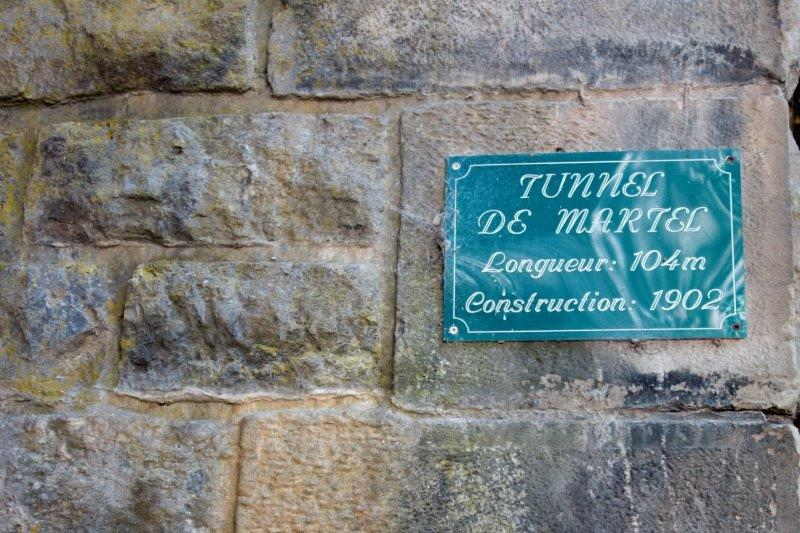 TUNNEL
DE MARTEL
Longueur: 104m
Construction: 1902